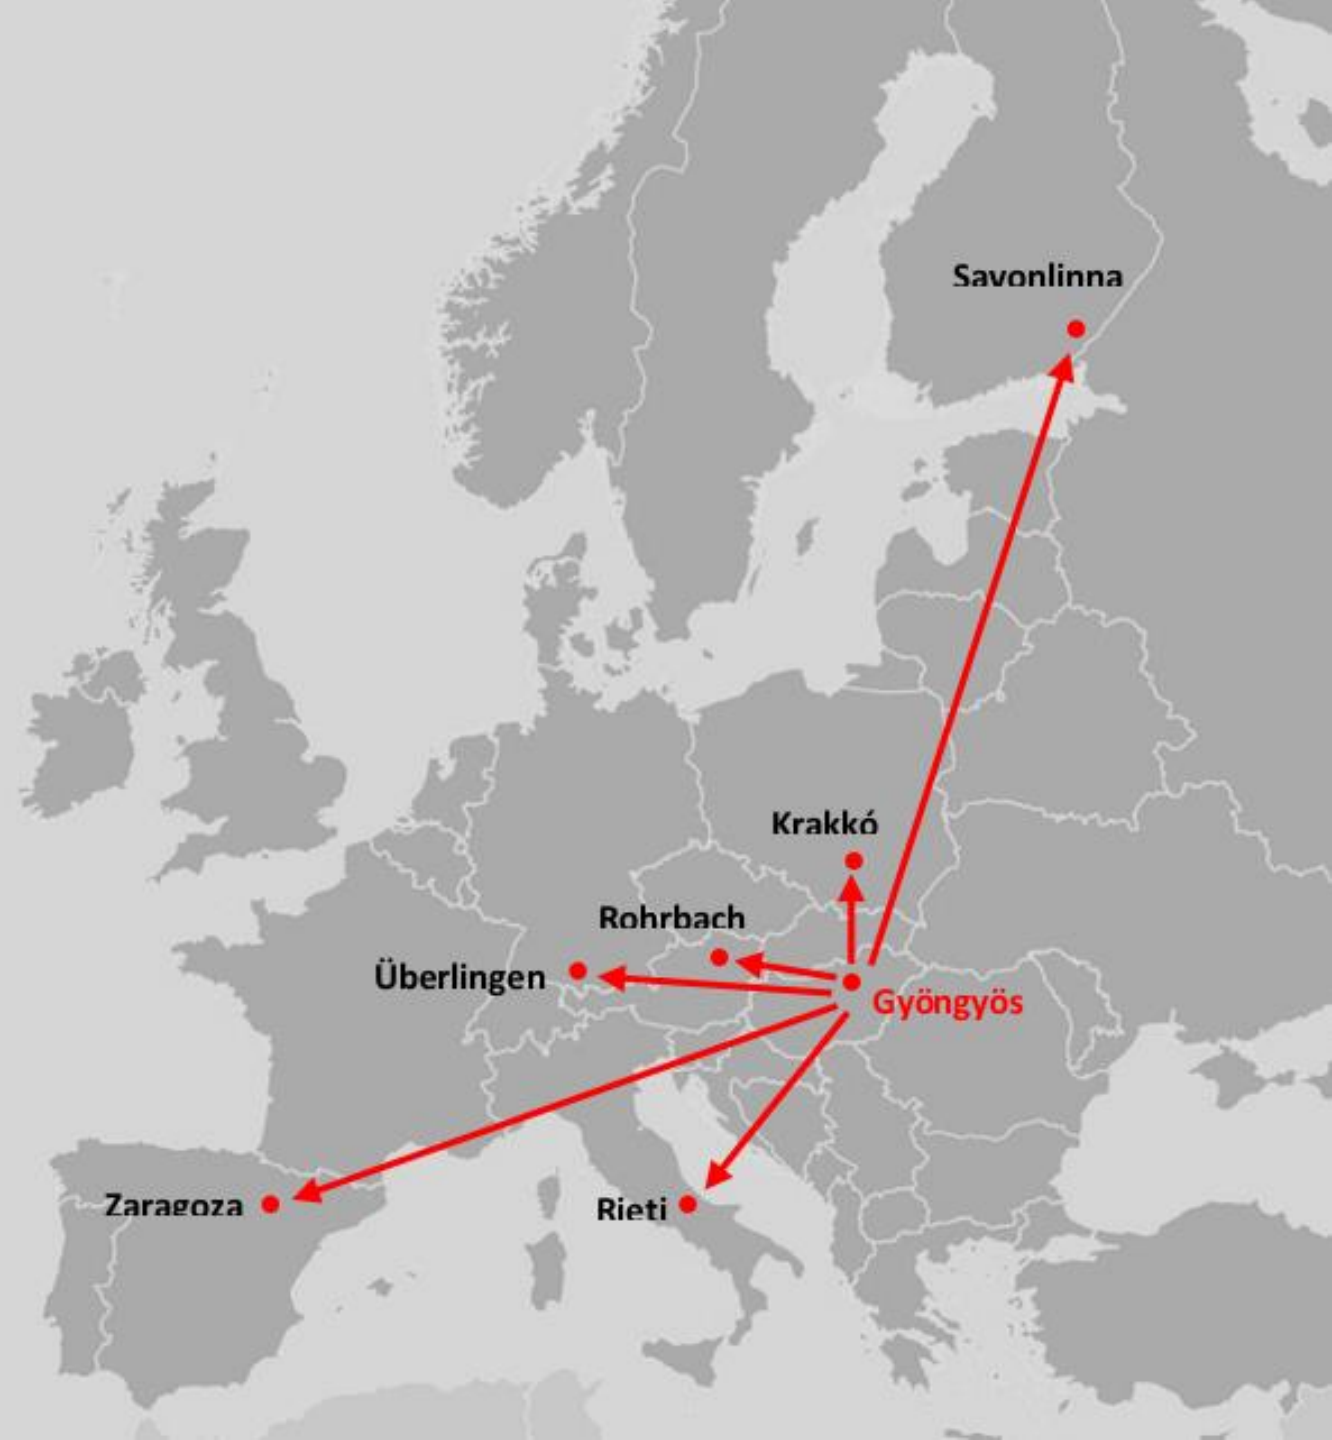 Savonlinna
Krakkó
Rohrbach
Überlingen
Gyöngyös
Zaragoza
Rieti